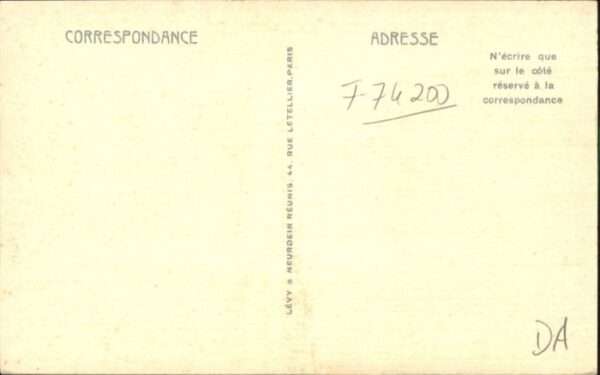 CORRESPONDANCE
ADRESSE
N'écrire que
sur le côté
réservé à la
correspondance
F-74200
LÉVY & NEURDEIN RÉUNIS, 44, RUE LETELLIER, PARIS
DA